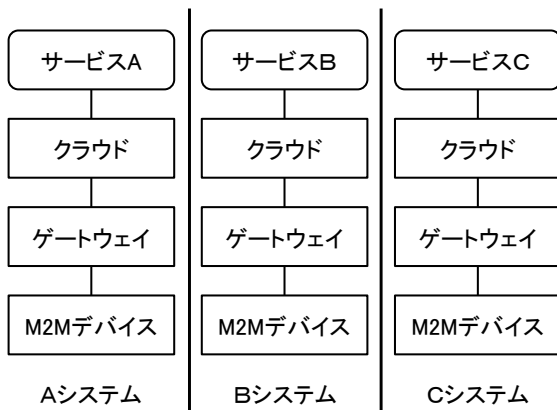 サービスA
サービスB
サービスC
クラウド
クラウド
クラウド
ゲートウェイ
ゲートウェイ
ゲートウェイ
M2Mデバイス
M2Mデバイス
M2Mデバイス
Aシステム
Bシステム
Cシステム